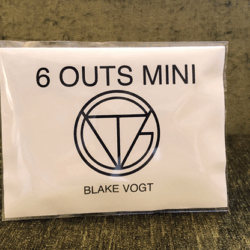 6 OUTS MINI
BLAKE VOGT